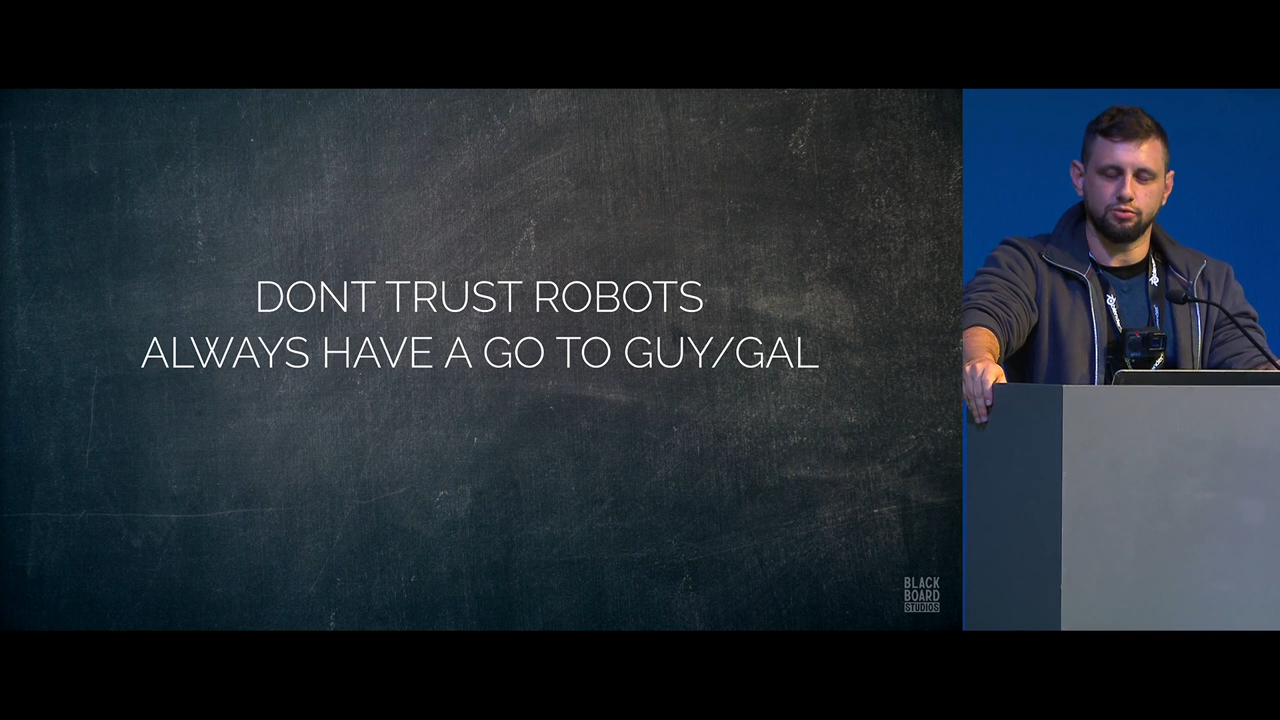 DONT TRUST ROBOTS
ALWAYS HAVE A GO TO GUY/GAL
BLACK
BOARD
STUDIOS